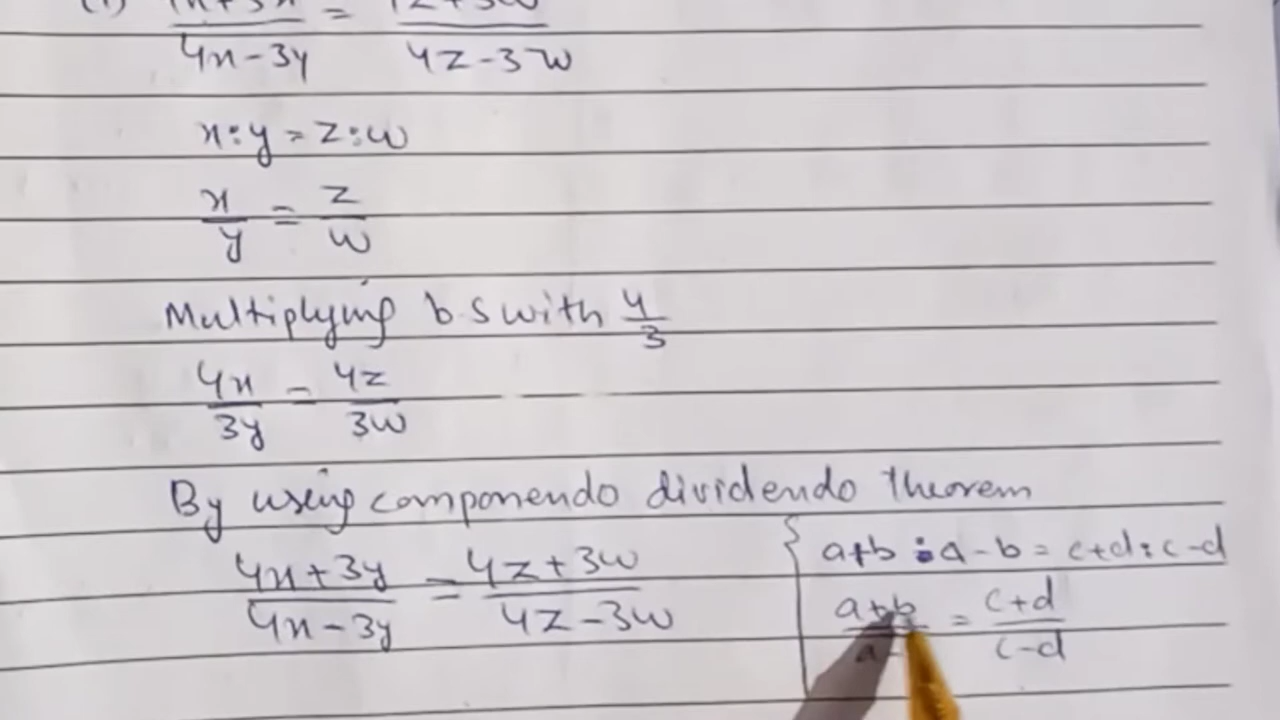 4x-3y 4z-3w
x:y = z:w
x/y = z/w
Multiplying b.s with 4/3
4x/3y = 4z/3w
By using componendo dividendo theorem
4x+3y/4x-3y = 4z+3w/4z-3w
{ a+b : a-b = c+d : c-d
a+b/a- = c+d/c-d